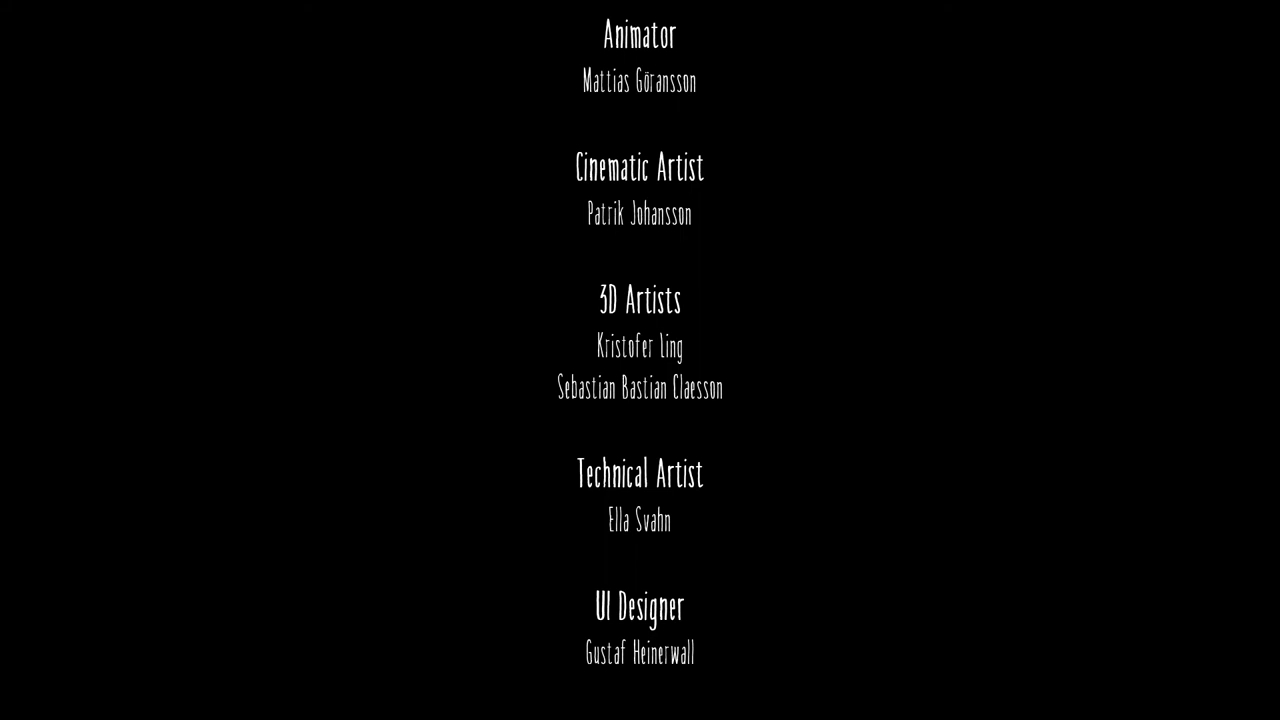 Animator
Mattias Göransson
Cinematic Artist
Patrik Johansson
3D Artists
Kristofer Ling
Sebastian Bastian Claesson
Technical Artist
Ella Svahn
UI Designer
Gustaf Heinerwall